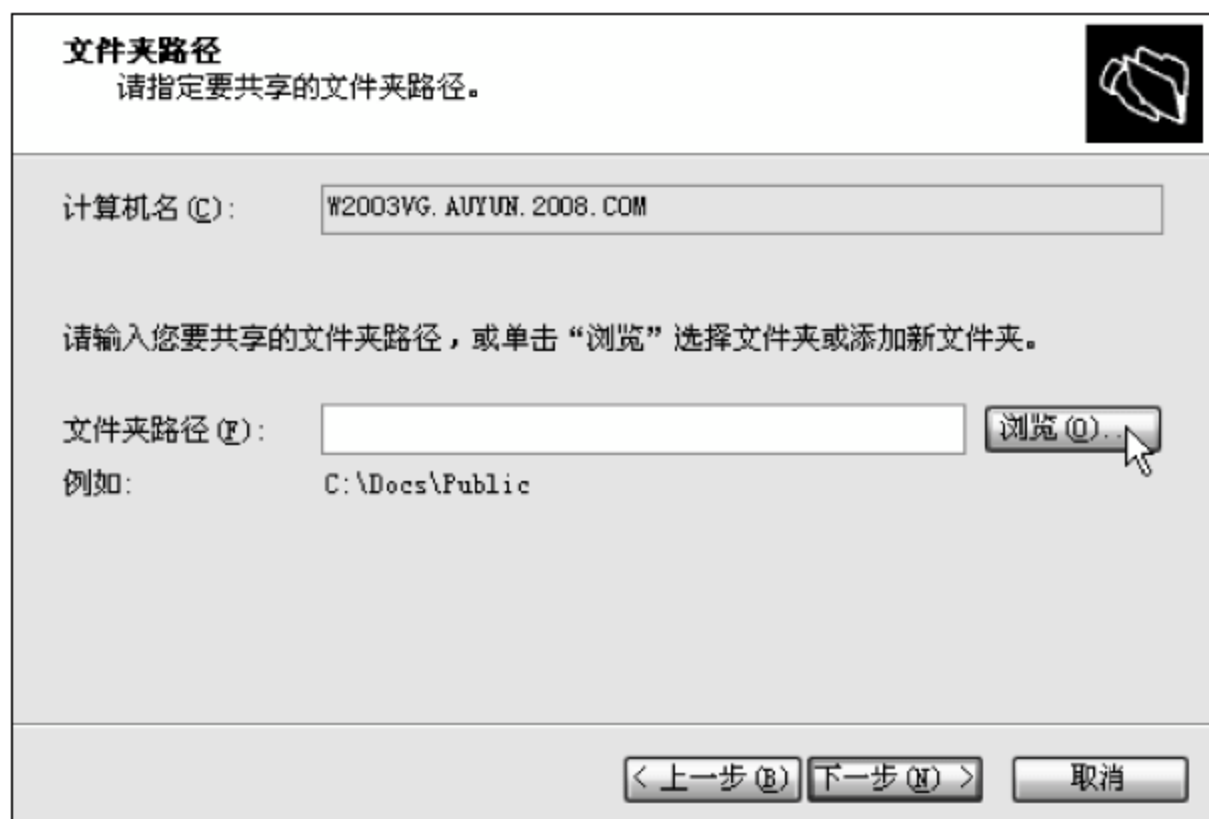 文件夹路径
请指定要共享的文件夹路径。
计算机名(C): W2003VG.AUYUN.2008.COM
请输入您要共享的文件夹路径，或单击“浏览”选择文件夹或添加新文件夹。
文件夹路径(F): 浏览(O)...
例如: C:\Docs\Public
< 上一步(B) 下一步(N) > 取消